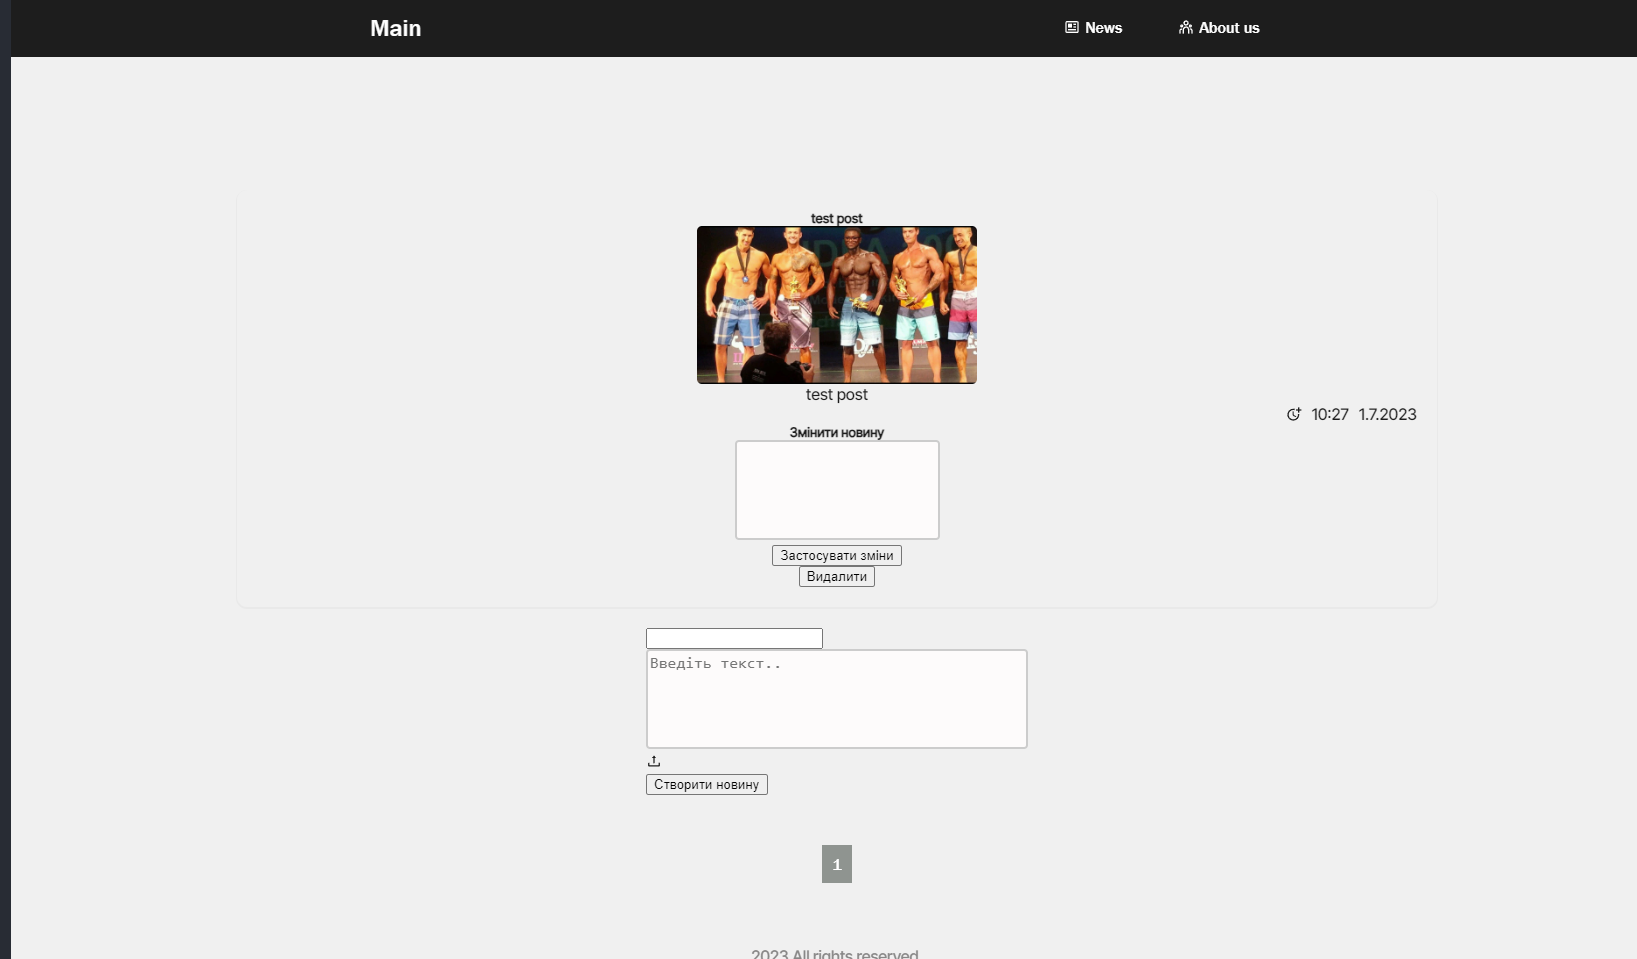 Main
News
About us
test post
test post
10:27 1.7.2023
Змінити новину
Застосувати зміни
Видалити
Введіть текст..
Створити новину
1
2023 All rights reserved